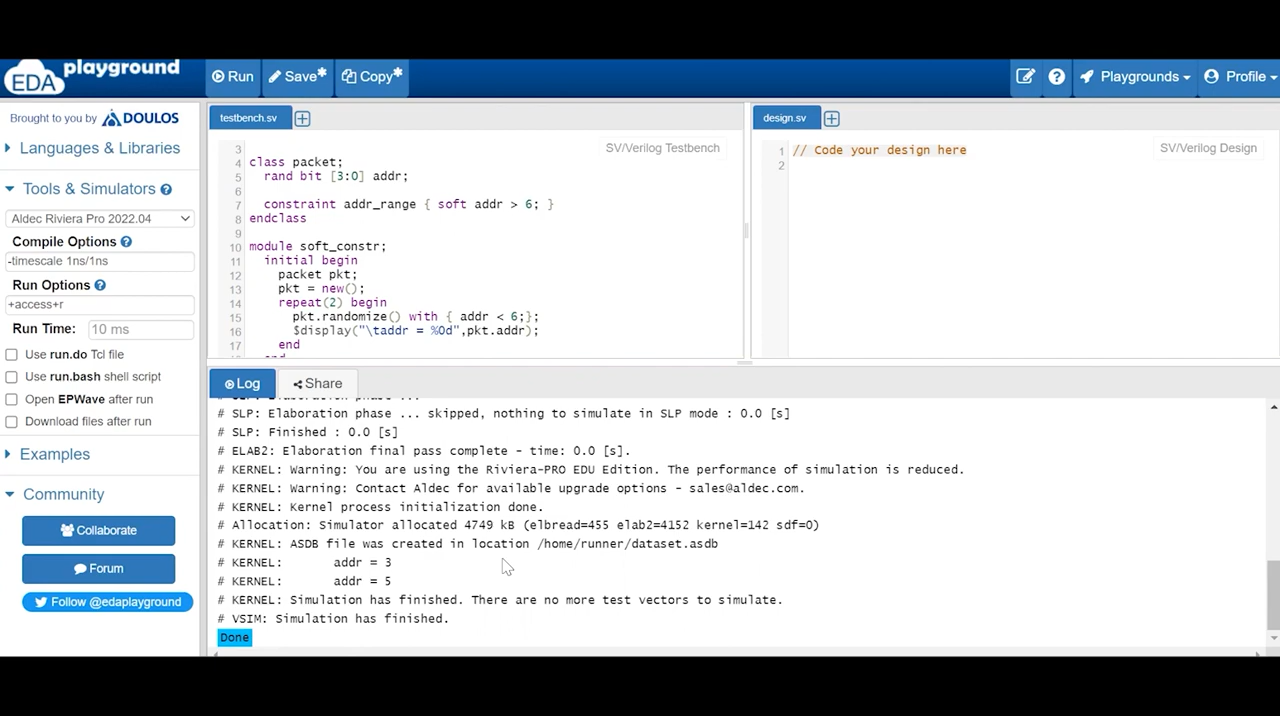 EDA playground
Run
Save*
Copy*
Playgrounds
Profile
Brought to you by DOULOS
Languages & Libraries
Tools & Simulators
Aldec Riviera Pro 2022.04
Compile Options
-timescale 1ns/1ns
Run Options
+access+r
Run Time: 10 ms
Use run.do Tcl file
Use run.bash shell script
Open EPWave after run
Download files after run
Examples
Community
Collaborate
Forum
Follow @edaplayground
testbench.sv
SV/Verilog Testbench
3
4 class packet;
5 rand bit [3:0] addr;
6
7 constraint addr_range { soft addr > 6; }
8 endclass
9
10 module soft_constr;
11 initial begin
12 packet pkt;
13 pkt = new();
14 repeat(2) begin
15 pkt.randomize() with { addr < 6;};
16 $display("\taddr = %0d",pkt.addr);
17 end
design.sv
SV/Verilog Design
1 // Code your design here
2
Log
Share
# SLP: Elaboration phase ...
# SLP: Elaboration phase ... skipped, nothing to simulate in SLP mode : 0.0 [s]
# SLP: Finished : 0.0 [s]
# ELAB2: Elaboration final pass complete - time: 0.0 [s].
# KERNEL: Warning: You are using the Riviera-PRO EDU Edition. The performance of simulation is reduced.
# KERNEL: Warning: Contact Aldec for available upgrade options - sales@aldec.com.
# KERNEL: Kernel process initialization done.
# Allocation: Simulator allocated 4749 kB (elbread=455 elab2=4152 kernel=142 sdf=0)
# KERNEL: ASDB file was created in location /home/runner/dataset.asdb
# KERNEL: addr = 3
# KERNEL: addr = 5
# KERNEL: Simulation has finished. There are no more test vectors to simulate.
# VSIM: Simulation has finished.
Done